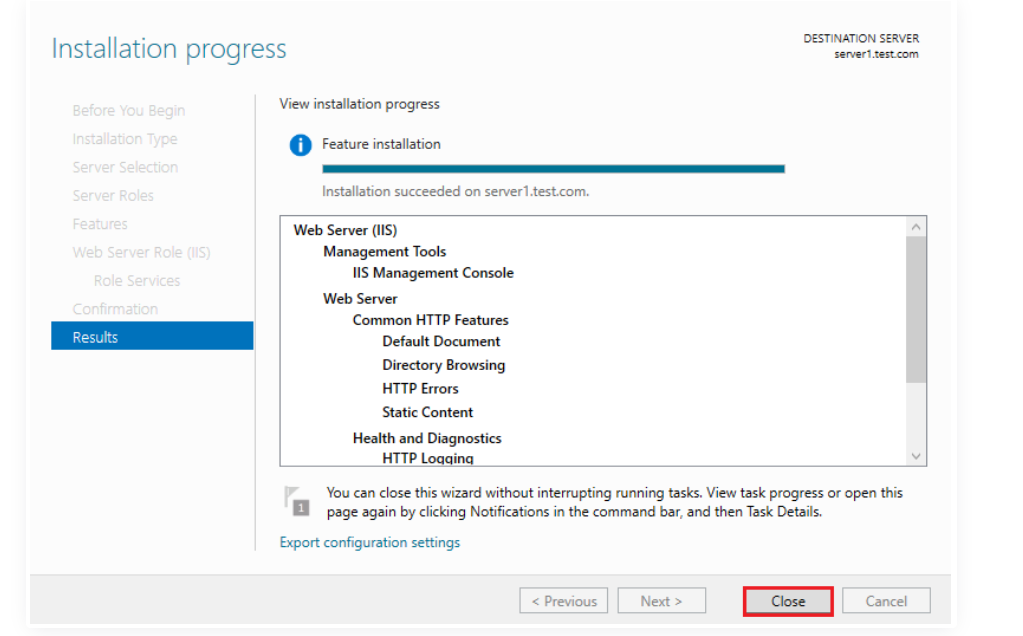 Installation progress
DESTINATION SERVER
server1.test.com
Before You Begin
Installation Type
Server Selection
Server Roles
Features
Web Server Role (IIS)
Role Services
Confirmation
Results
View installation progress
Feature installation
Installation succeeded on server1.test.com.
Web Server (IIS)
Management Tools
IIS Management Console
Web Server
Common HTTP Features
Default Document
Directory Browsing
HTTP Errors
Static Content
Health and Diagnostics
HTTP Logging
1
You can close this wizard without interrupting running tasks. View task progress or open this
page again by clicking Notifications in the command bar, and then Task Details.
Export configuration settings
< Previous
Next >
Close
Cancel